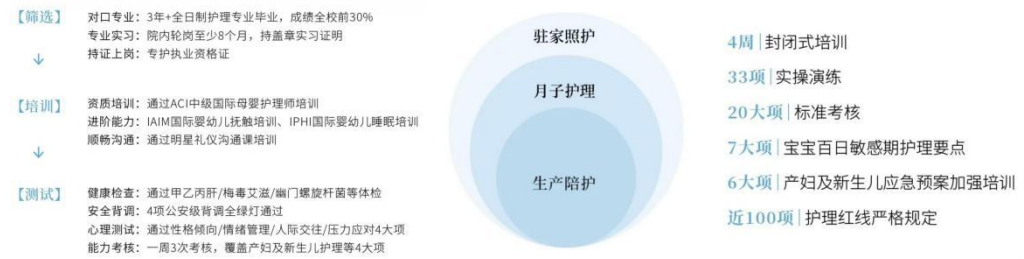 【筛选】
对口专业：3年+全日制护理专业毕业，成绩全校前30%
专业实习：院内轮岗至少8个月，持盖章实习证明
持证上岗：专护执业资格证
【培训】
资质培训：通过ACI中级国际母婴护理师培训
进阶能力：IAIM国际婴幼儿抚触培训、IPHI国际婴幼儿睡眠培训
顺畅沟通：通过明星礼仪沟通课培训
【测试】
健康检查：通过甲乙丙肝/梅毒艾滋/幽门螺旋杆菌等体检
安全背调：4项公安级背调全绿灯通过
心理测试：通过性格倾向/情绪管理/人际交往/压力应对4大项
能力考核：一周3次考核，覆盖产妇及新生儿护理等4大项
驻家照护
月子护理
生产陪护
4周|封闭式培训
33项|实操演练
20大项|标准考核
7大项|宝宝百日敏感期护理要点
6大项|产妇及新生儿应急预案加强培训
近100项|护理红线严格规定